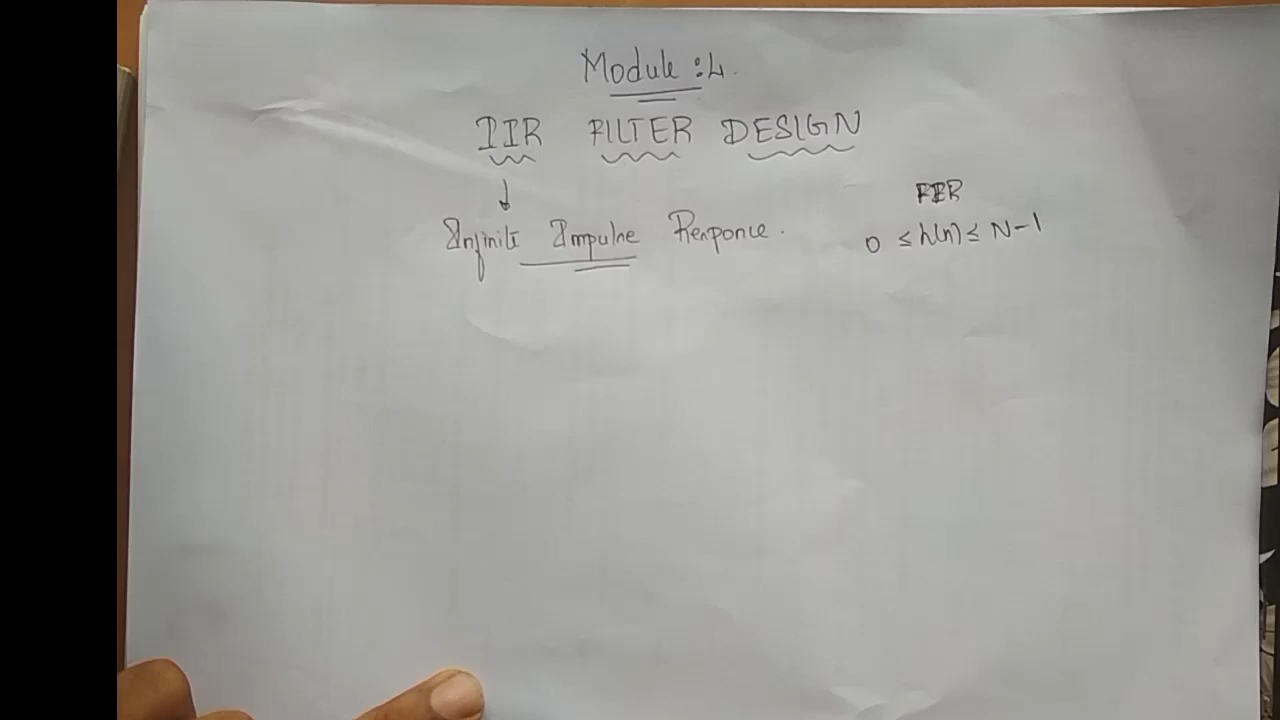 Module :4.
IIR FILTER DESIGN
Infinite Impulse Responce.
FIR
0 ≤ h(n) ≤ N-1